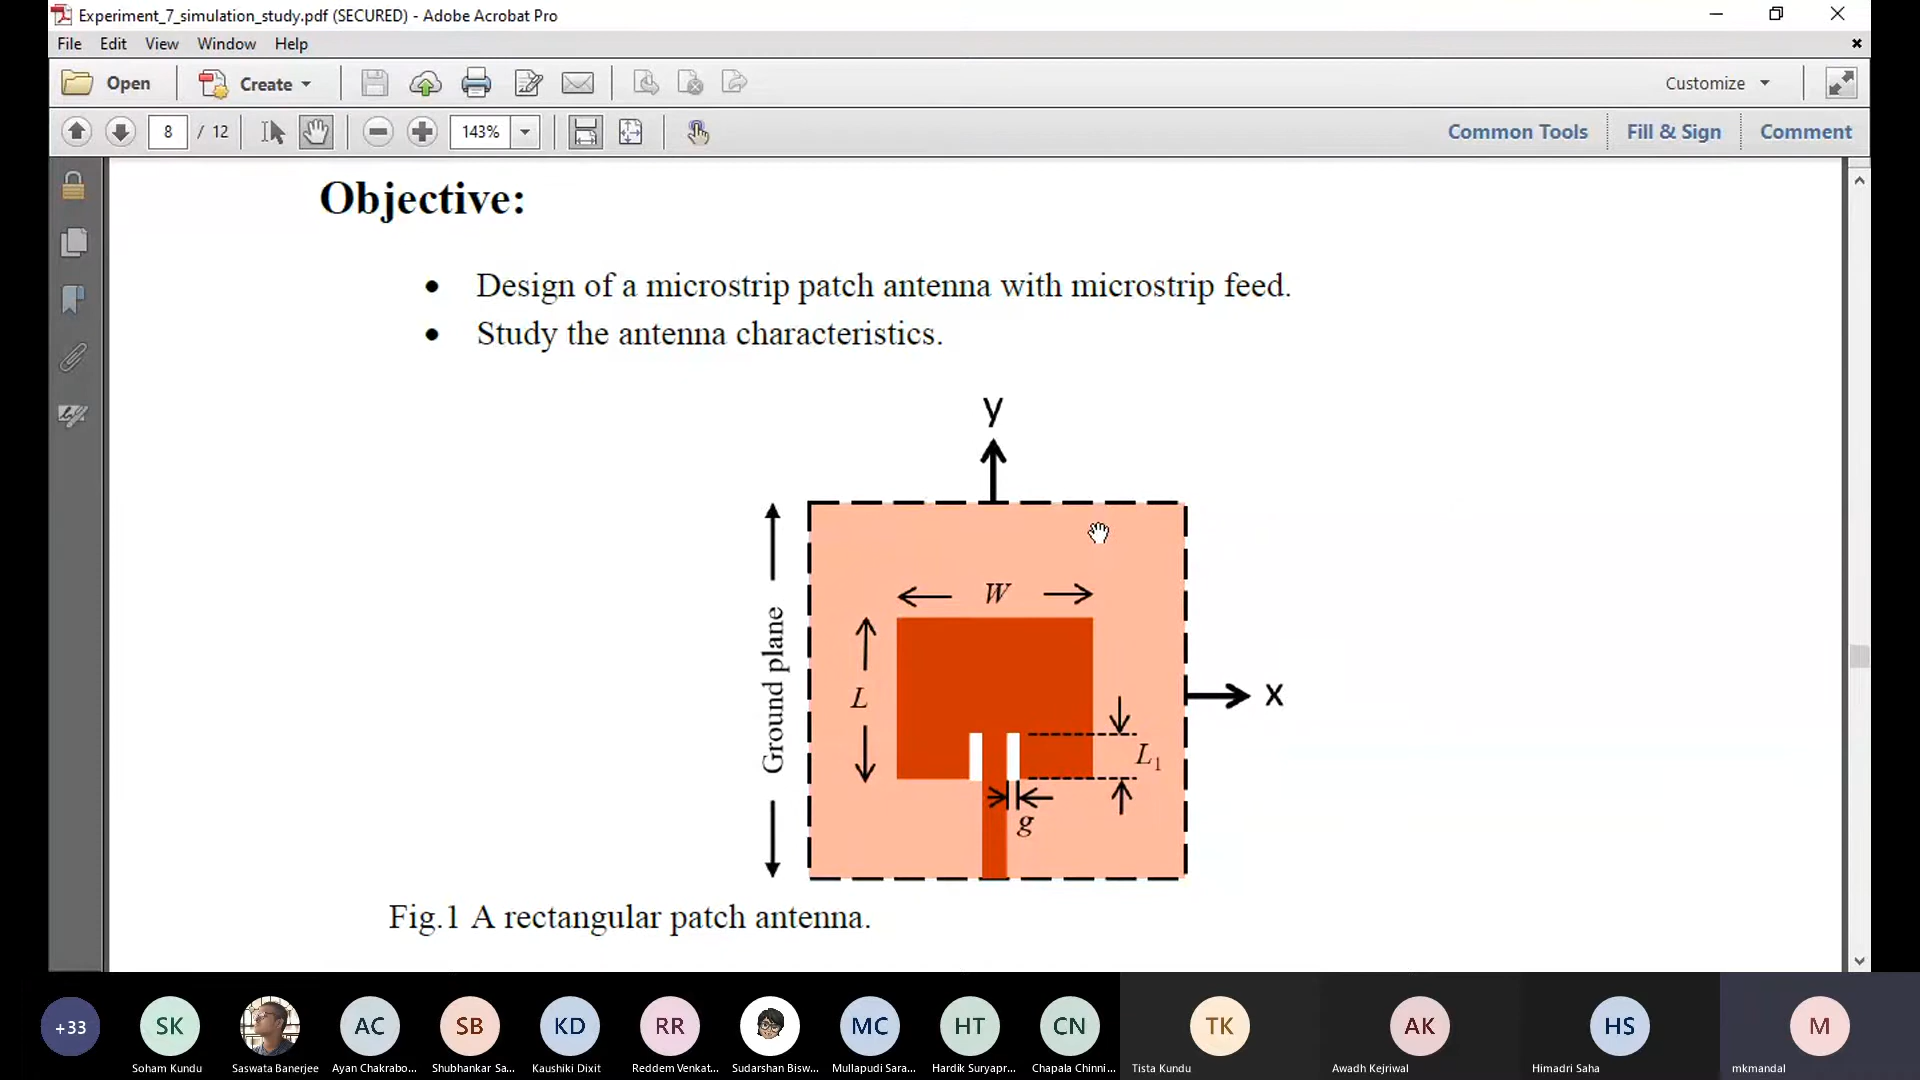 Experiment_7_simulation_study.pdf (SECURED) - Adobe Acrobat Pro
File Edit View Window Help
Open Create Customize
8 / 12 143% Common Tools Fill & Sign Comment
Objective:
• Design of a microstrip patch antenna with microstrip feed.
• Study the antenna characteristics.
y
W
Ground plane
L
x
L1
g
Fig.1 A rectangular patch antenna.
+33 SK AC SB KD RR MC HT CN TK AK HS M
Soham Kundu Saswata Banerjee Ayan Chakrabo... Shubhankar Sa... Kaushiki Dixit Reddem Venkat... Sudarshan Bisw... Mullapudi Sara... Hardik Suryapr... Chapala Chinni... Tista Kundu Awadh Kejriwal Himadri Saha mkmandal